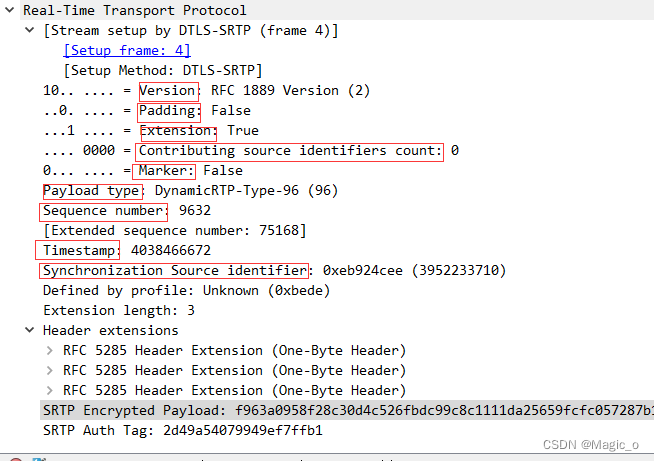 Real-Time Transport Protocol
[Stream setup by DTLS-SRTP (frame 4)]
[Setup frame: 4]
[Setup Method: DTLS-SRTP]
10.. .... = Version: RFC 1889 Version (2)
..0. .... = Padding: False
...1 .... = Extension: True
.... 0000 = Contributing source identifiers count: 0
0... .... = Marker: False
Payload type: DynamicRTP-Type-96 (96)
Sequence number: 9632
[Extended sequence number: 75168]
Timestamp: 4038466672
Synchronization Source identifier: 0xeb924cee (3952233710)
Defined by profile: Unknown (0xbede)
Extension length: 3
Header extensions
RFC 5285 Header Extension (One-Byte Header)
RFC 5285 Header Extension (One-Byte Header)
RFC 5285 Header Extension (One-Byte Header)
SRTP Encrypted Payload: f963a0958f28c30d4c526fbdc99c8c1111da25659fcfc057287b1
SRTP Auth Tag: 2d49a54079949ef7ffb1
CSDN @Magic_o